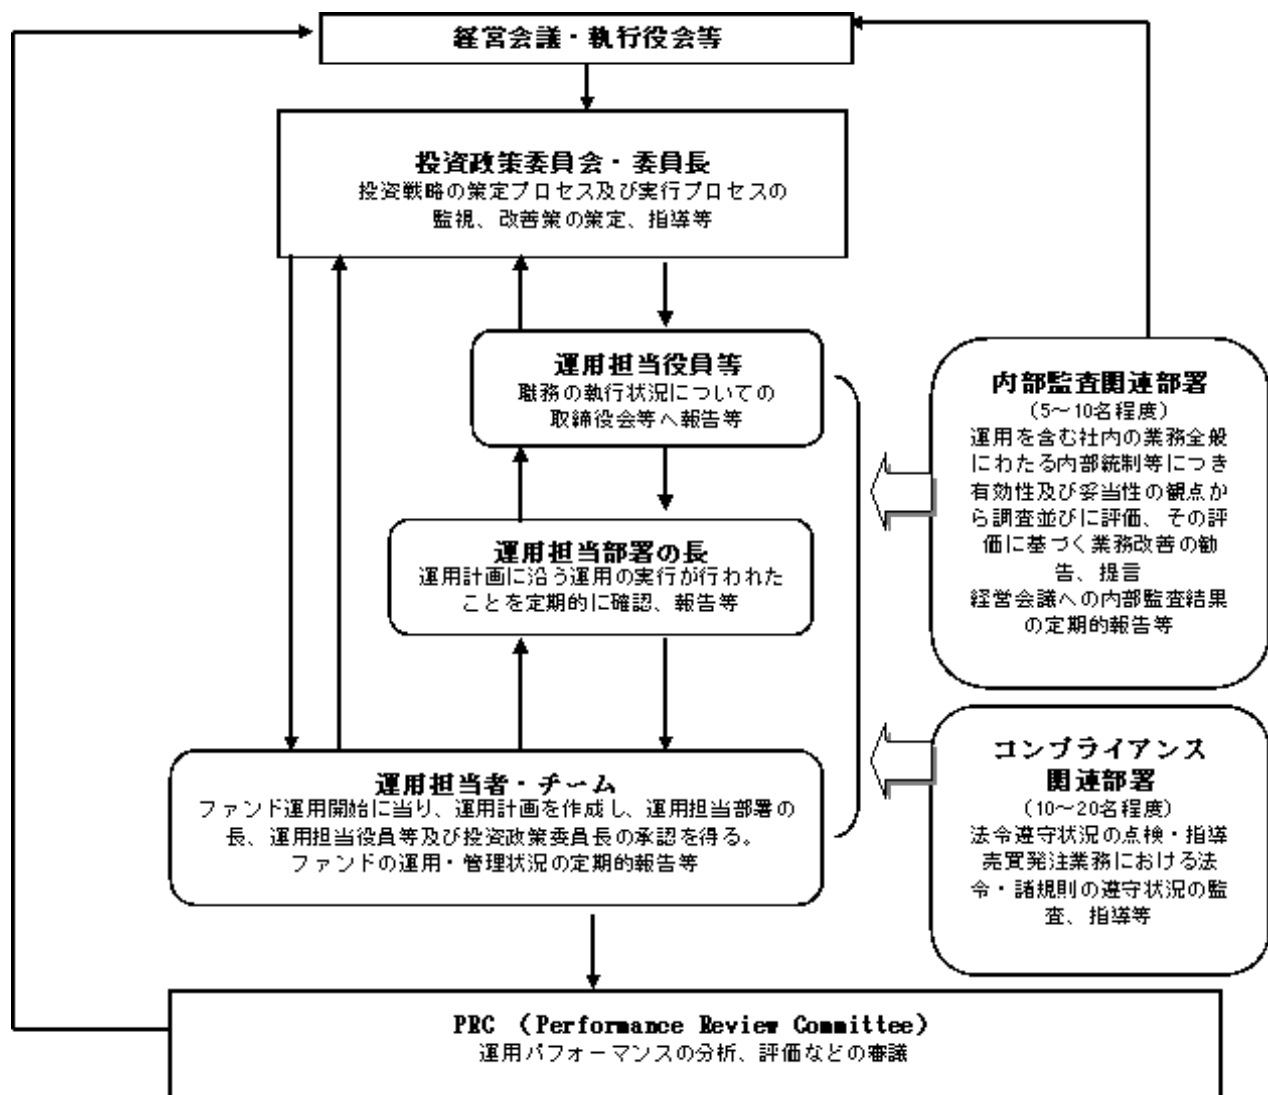 経営会議・執行役会等
投資政策委員会・委員長
投資戦略の策定プロセス及び実行プロセスの
監視、改善策の策定、指導等
運用担当役員等
職務の執行状況についての
取締役会等へ報告等
運用担当部署の長
運用計画に沿う運用の実行が行われた
ことを定期的に確認、報告等
運用担当者・チーム
ファンド運用開始に当り、運用計画を作成し、運用担当部署の
長、運用担当役員等及び投資政策委員長の承認を得る。
ファンドの運用・管理状況の定期的報告等
内部監査関連部署
（5～10名程度）
運用を含む社内の業務全般
にわたる内部統制等につき
有効性及び妥当性の観点か
ら調査並びに評価、その評
価に基づく業務改善の勧
告、提言
経営会議への内部監査結果
の定期的報告等
コンプライアンス
関連部署
（10～20名程度）
法令遵守状況の点検・指導
売買発注業務における法
令・諸規則の遵守状況の監
査、指導等
PRC （Performance Review Committee）
運用パフォーマンスの分析、評価などの審議